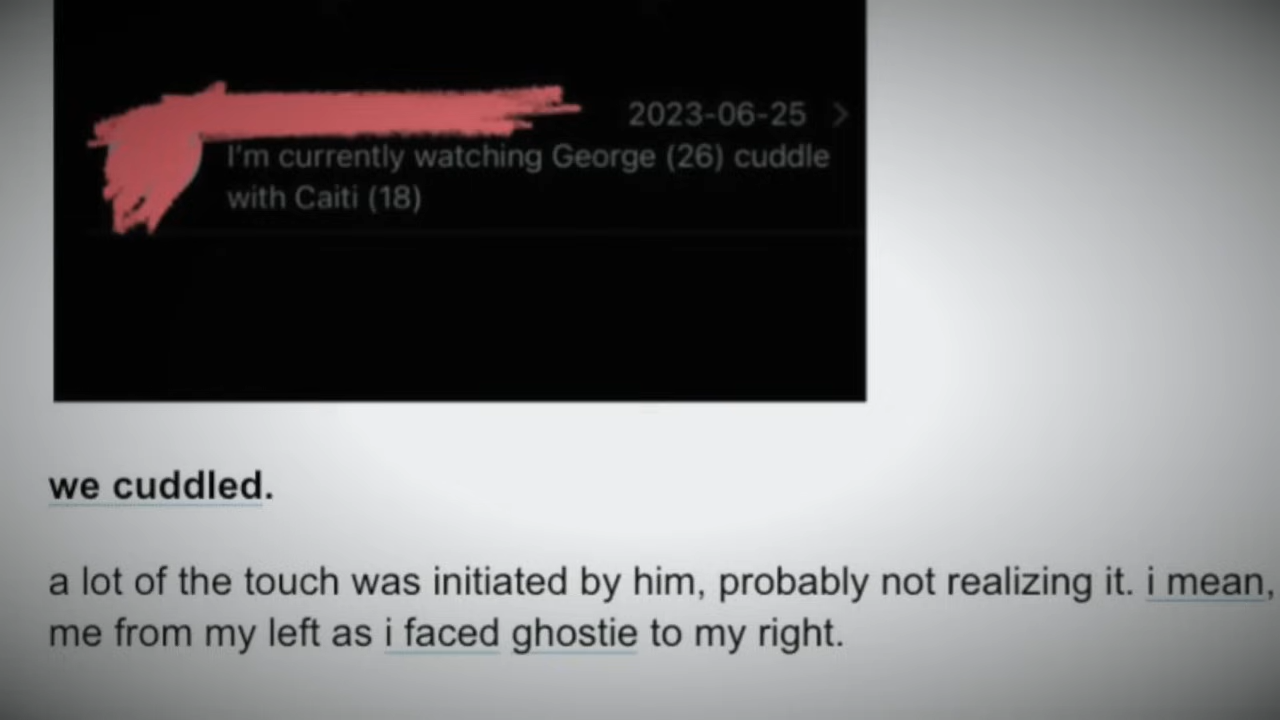 2023-06-25 >
I'm currently watching George (26) cuddle
with Caiti (18)
we cuddled.
a lot of the touch was initiated by him, probably not realizing it. i mean,
me from my left as i faced ghostie to my right.